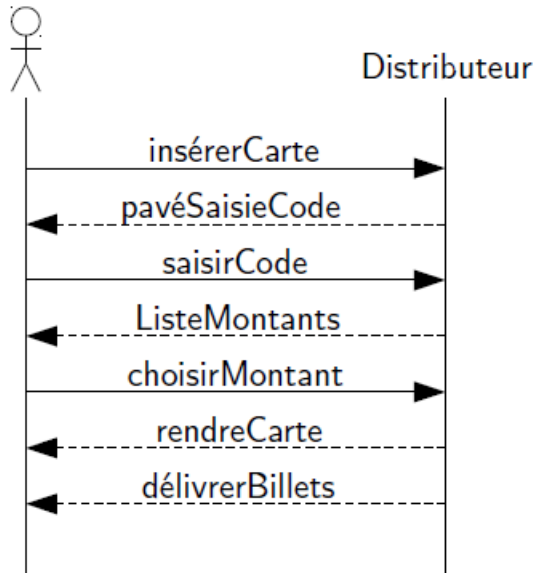 Distributeur
insérerCarte
pavéSaisieCode
saisirCode
ListeMontants
choisirMontant
rendreCarte
délivrerBillets